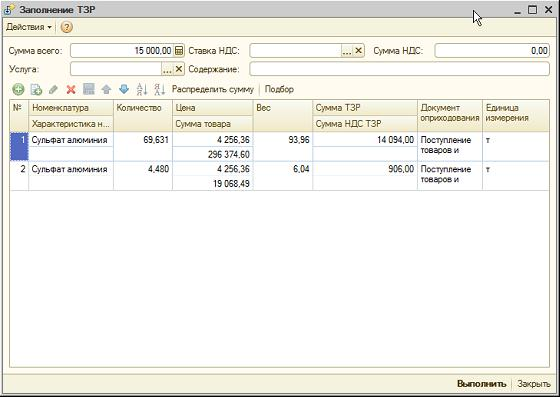 Заполнение ТЗР
Действия
Сумма всего: 15 000,00 Ставка НДС: Сумма НДС: 0,00
Услуга: Содержание:
Распределить сумму Подбор
№ Номенклатура Количество Цена Вес Сумма ТЗР Документ оприходования Единица измерения
Характеристика н... Сумма товара Сумма НДС ТЗР
1 Сульфат алюминия 69,631 4 256,36 93,96 14 094,00 Поступление товаров и т
296 374,60
2 Сульфат алюминия 4,480 4 256,36 6,04 906,00 Поступление товаров и т
19 068,49
Выполнить Закрыть